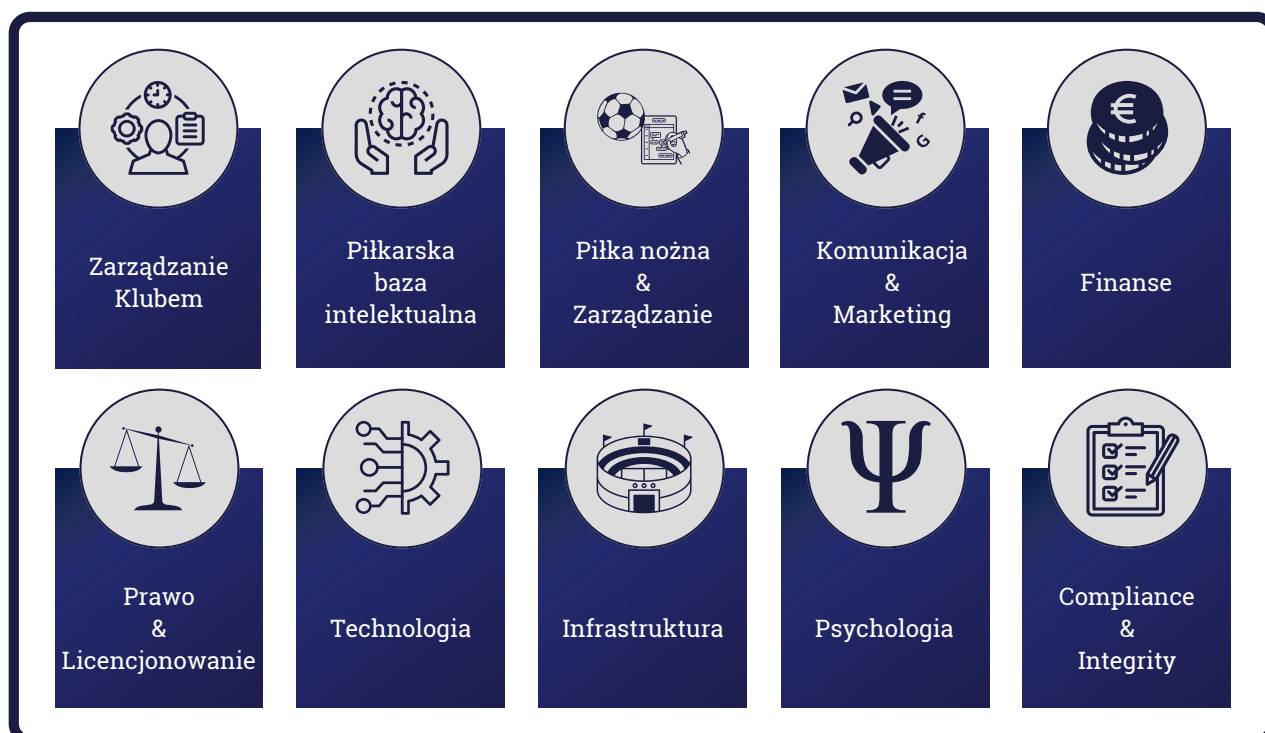 Zarządzanie
Klubem
Piłkarska
baza
intelektualna
Piłka nożna
&
Zarządzanie
Komunikacja
&
Marketing
Finanse
Prawo
&
Licencjonowanie
Technologia
Infrastruktura
Psychologia
Compliance
&
Integrity